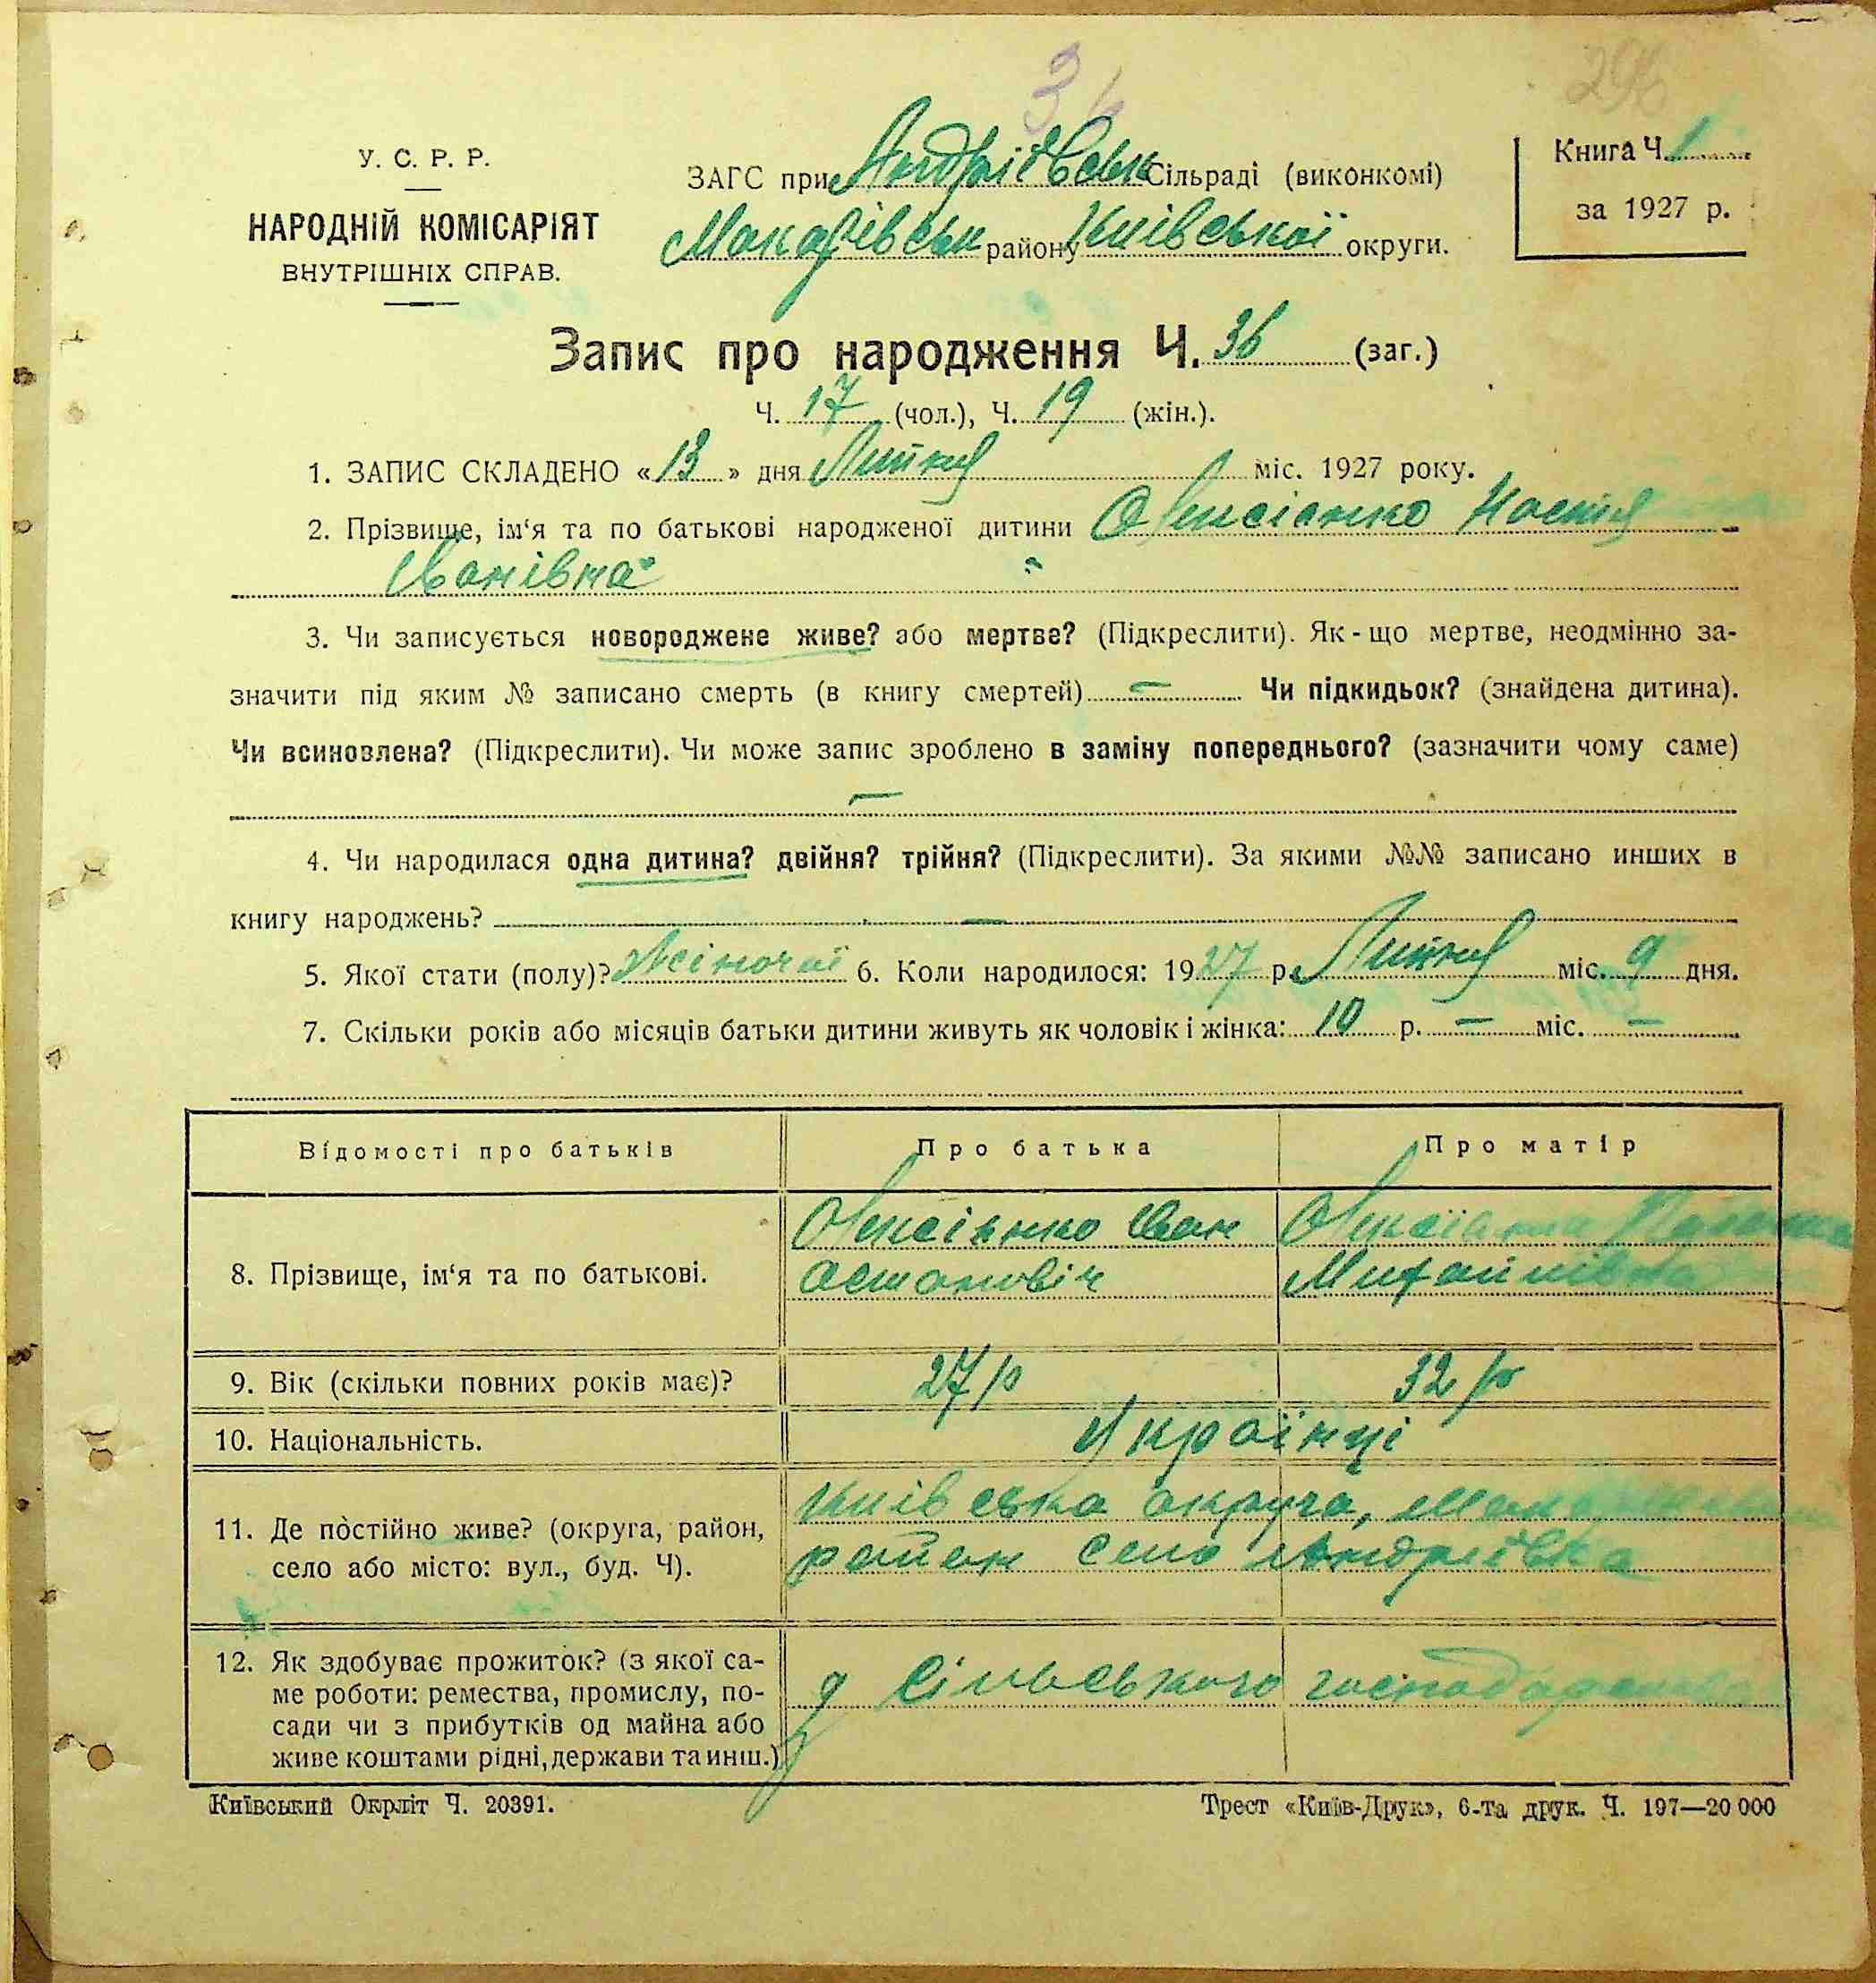 296
У. С. Р. Р.
НАРОДНІЙ КОМІСАРІЯТ
ВНУТРІШНІХ СПРАВ.
ЗАГС при Андріївськ Сільраді (виконкомі)
Макарівськ району Київської округи.
Книга Ч. 1
за 1927 р.
Запис про народження Ч. 36 (заг.)
Ч. 17 (чол.), Ч. 19 (жін.).
1. ЗАПИС СКЛАДЕНО «13» дня Липня міс. 1927 року.
2. Прізвище, ім‘я та по батькові народженої дитини Олексієнко Настя
Іванівна
3. Чи записується новороджене живе? або мертве? (Підкреслити). Як-що мертве, неодмінно за-
значити під яким № записано смерть (в книгу смертей) — Чи підкидьок? (знайдена дитина).
Чи всиновлена? (Підкреслити). Чи може запис зроблено в заміну попереднього? (зазначити чому саме)
—
4. Чи народилася одна дитина? двійня? трійня? (Підкреслити). За якими №№ записано инших в
книгу народжень? —
5. Якої стати (полу)? Жіночої 6. Коли народилося: 1927 р. Липня міс. 9 дня.
7. Скільки років або місяців батьки дитини живуть як чоловік і жінка: 10 р. — міс. —
Відомості про батьків Про батька Про матір
8. Прізвище, ім‘я та по батькові.
Олексієнко Іван
Остапович
Михайлівна
9. Вік (скільки повних років має)? 27 р 32 р
10. Національність. Українці
11. Де постійно живе? (округа, район,
село або місто: вул., буд. Ч).
Київська округа,
район село Андріївка
12. Як здобуває прожиток? (з якої са-
ме роботи: ремества, промислу, по-
сади чи з прибутків од майна або
живе коштами рідні, держави та инш.)
з сільського господарства
Київський Окрліт Ч. 20391.
Трест «Київ-Друк», 6-та друк. Ч. 197—20 000